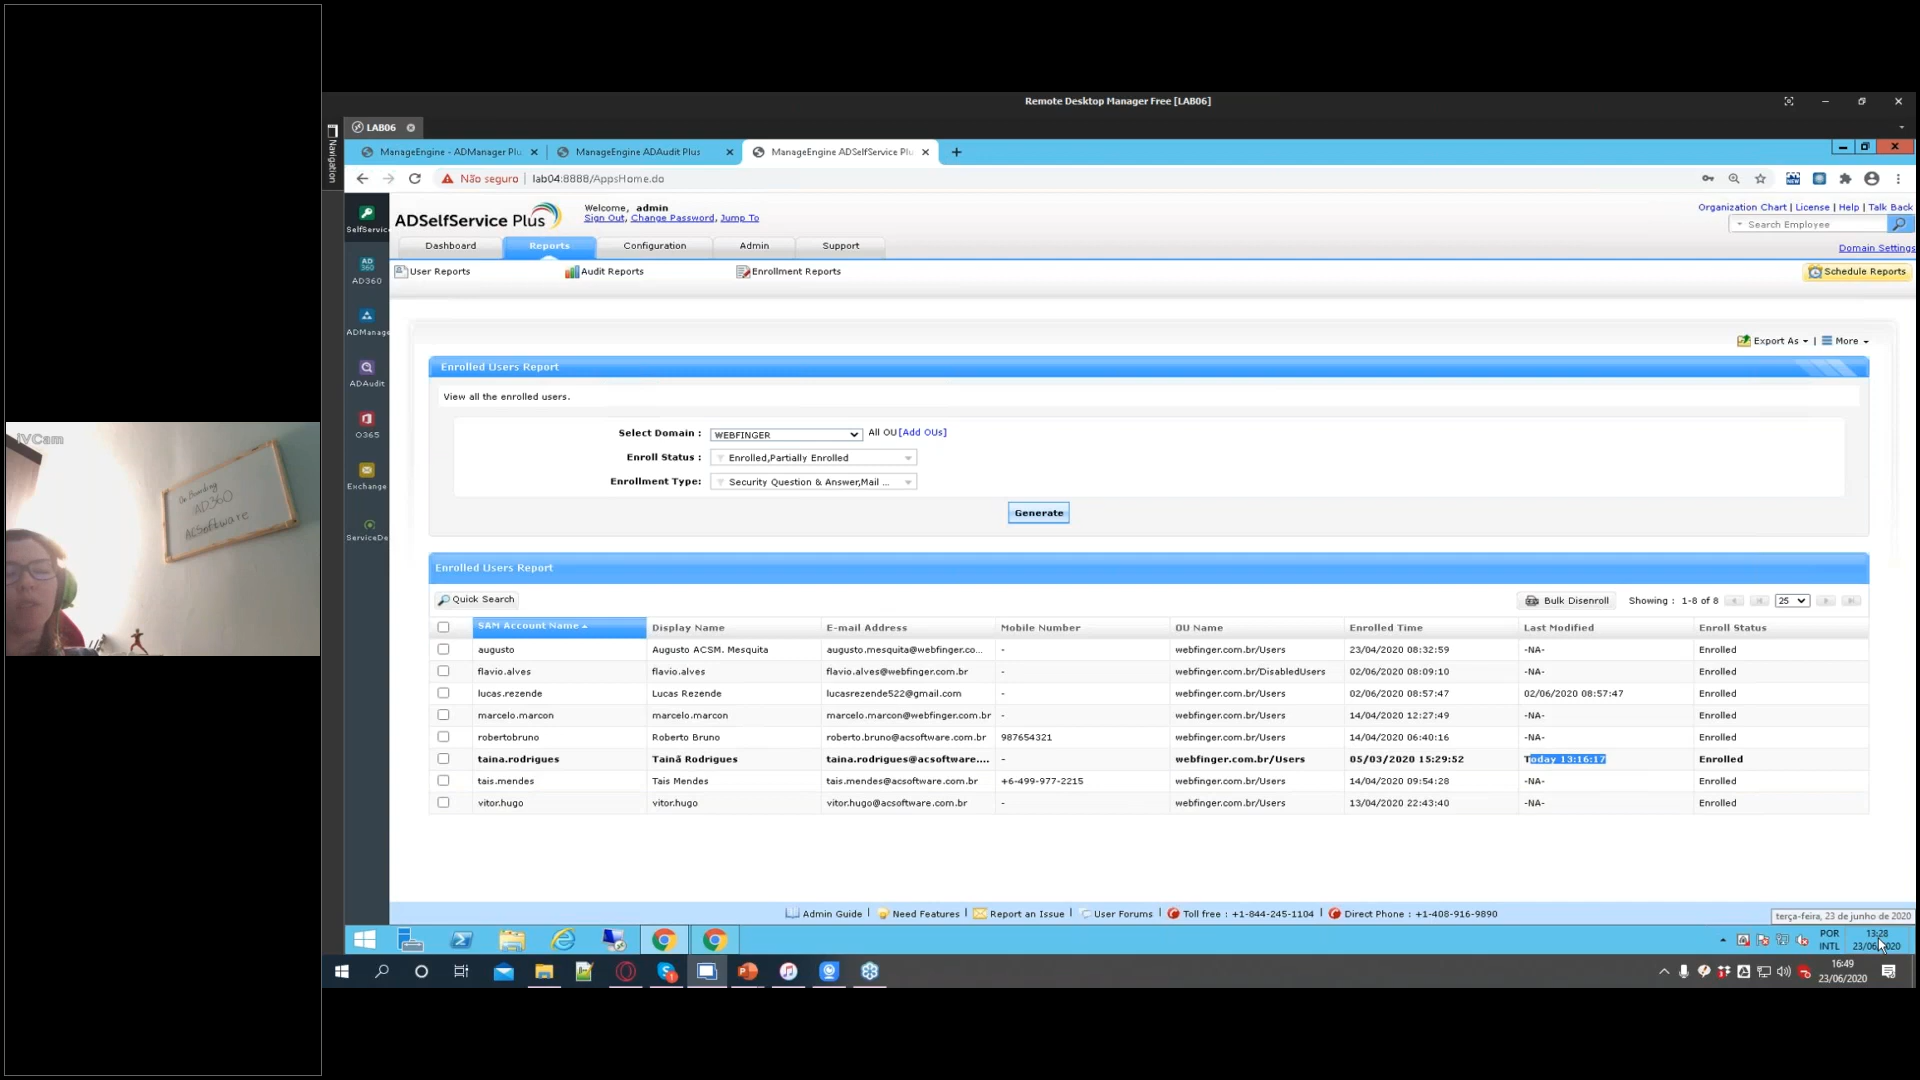 iVCam
On Boarding
AD360
ACSoftware
Remote Desktop Manager Free [LAB06]
Navigation
LAB06
ManageEngine - ADManager Plu
ManageEngine ADAudit Plus
ManageEngine ADSelfService Plu
Não seguro | lab04:8888/AppsHome.do
SelfService
AD360
ADManage
ADAudit
O365
Exchange
ServiceDe
ADSelfService Plus
Welcome, admin
Sign Out, Change Password, Jump To
Organization Chart | License | Help | Talk Back
Search Employee
Domain Settings
Dashboard Reports Configuration Admin Support
User Reports Audit Reports Enrollment Reports
Schedule Reports
Export As | More
Enrolled Users Report
View all the enrolled users.
Select Domain : WEBFINGER All OU[Add OUs]
Enroll Status : Enrolled,Partially Enrolled
Enrollment Type: Security Question & Answer,Mail ...
Generate
Enrolled Users Report
Quick Search
Bulk Disenroll Showing : 1-8 of 8 25
SAM Account Name Display Name E-mail Address Mobile Number OU Name Enrolled Time Last Modified Enroll Status
augusto Augusto ACSM. Mesquita augusto.mesquita@webfinger.co... - webfinger.com.br/Users 23/04/2020 08:32:59 -NA- Enrolled
flavio.alves flavio.alves flavio.alves@webfinger.com.br - webfinger.com.br/DisabledUsers 02/06/2020 08:09:10 -NA- Enrolled
lucas.rezende Lucas Rezende lucasrezende522@gmail.com - webfinger.com.br/Users 02/06/2020 08:57:47 02/06/2020 08:57:47 Enrolled
marcelo.marcon marcelo.marcon marcelo.marcon@webfinger.com.br - webfinger.com.br/Users 14/04/2020 12:27:49 -NA- Enrolled
robertobruno Roberto Bruno roberto.bruno@acsoftware.com.br 987654321 webfinger.com.br/Users 14/04/2020 06:40:16 -NA- Enrolled
taina.rodrigues Tainã Rodrigues taina.rodrigues@acsoftware.... - webfinger.com.br/Users 05/03/2020 15:29:52 Today 13:16:17 Enrolled
tais.mendes Tais Mendes tais.mendes@acsoftware.com.br +6-499-977-2215 webfinger.com.br/Users 14/04/2020 09:54:28 -NA- Enrolled
vitor.hugo vitor.hugo vitor.hugo@acsoftware.com.br - webfinger.com.br/Users 13/04/2020 22:43:40 -NA- Enrolled
Admin Guide | Need Features | Report an Issue | User Forums | Toll free : +1-844-245-1104 | Direct Phone : +1-408-916-9890
terça-feira, 23 de junho de 2020
POR
INTL
13:28
23/06/2020
16:49
23/06/2020